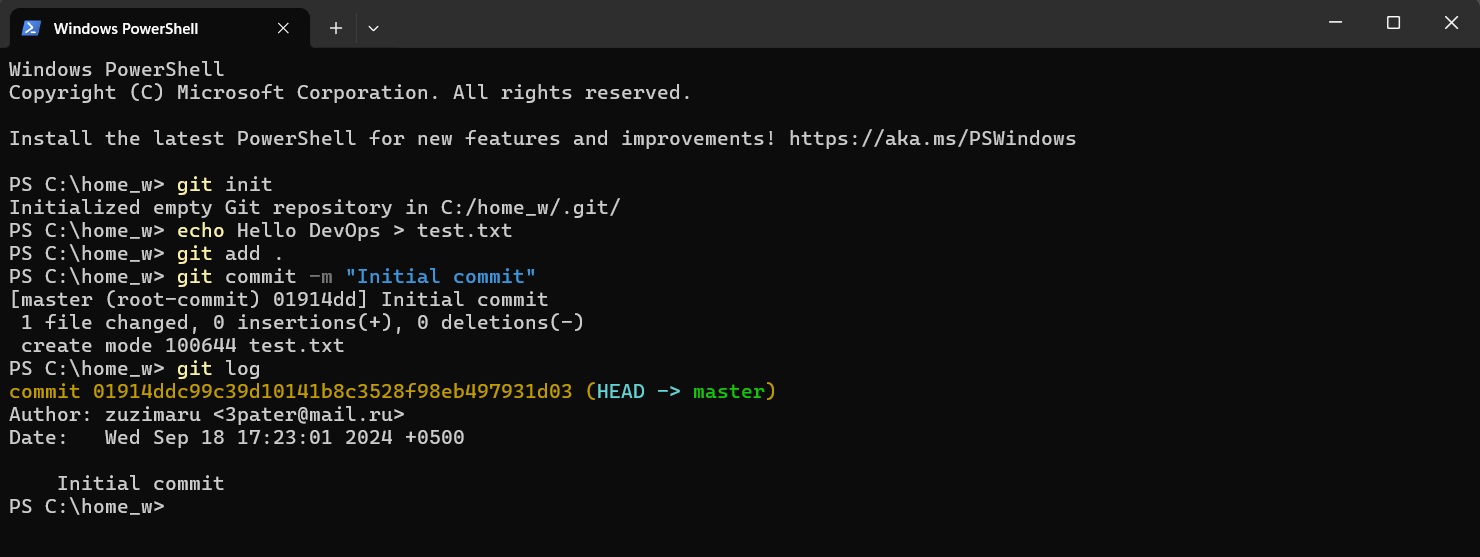 Windows PowerShell
Windows PowerShell
Copyright (C) Microsoft Corporation. All rights reserved.
Install the latest PowerShell for new features and improvements! https://aka.ms/PSWindows
PS C:\home_w> git init
Initialized empty Git repository in C:/home_w/.git/
PS C:\home_w> echo Hello DevOps > test.txt
PS C:\home_w> git add .
PS C:\home_w> git commit -m "Initial commit"
[master (root-commit) 01914dd] Initial commit
 1 file changed, 0 insertions(+), 0 deletions(-)
 create mode 100644 test.txt
PS C:\home_w> git log
commit 01914ddc99c39d10141b8c3528f98eb497931d03 (HEAD -> master)
Author: zuzimaru <3pater@mail.ru>
Date:   Wed Sep 18 17:23:01 2024 +0500
    Initial commit
PS C:\home_w>